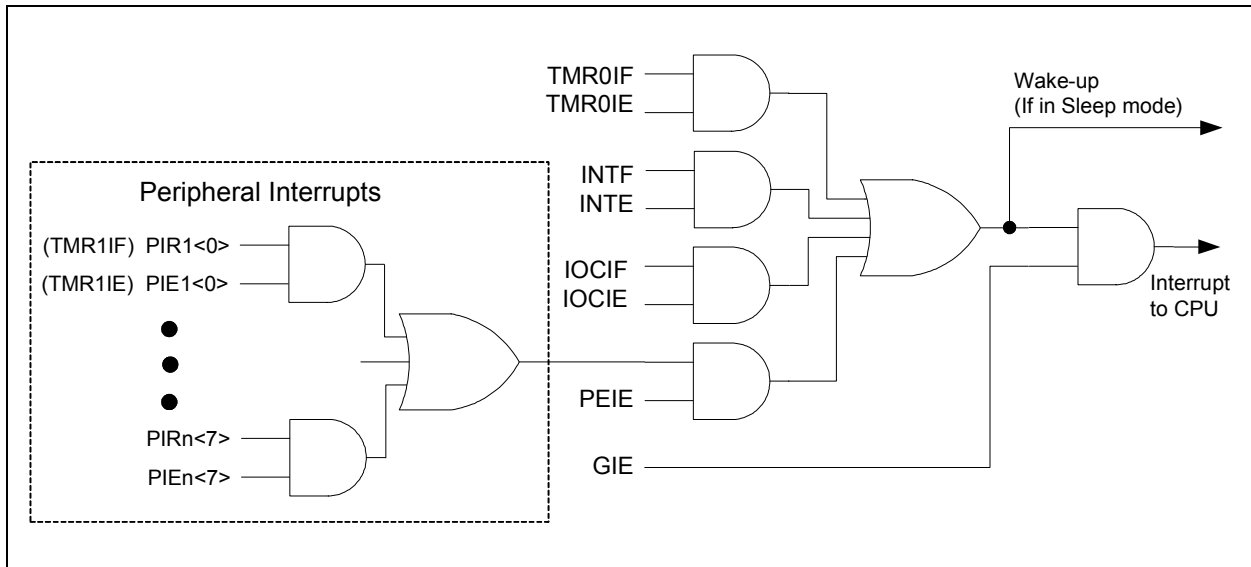 TMR0IF
TMR0IE
Wake-up
(If in Sleep mode)
INTF
INTE
Peripheral Interrupts
(TMR1IF) PIR1<0>
(TMR1IE) PIE1<0>
IOCIF
IOCIE
Interrupt
to CPU
PEIE
PIRn<7>
PIEn<7>
GIE